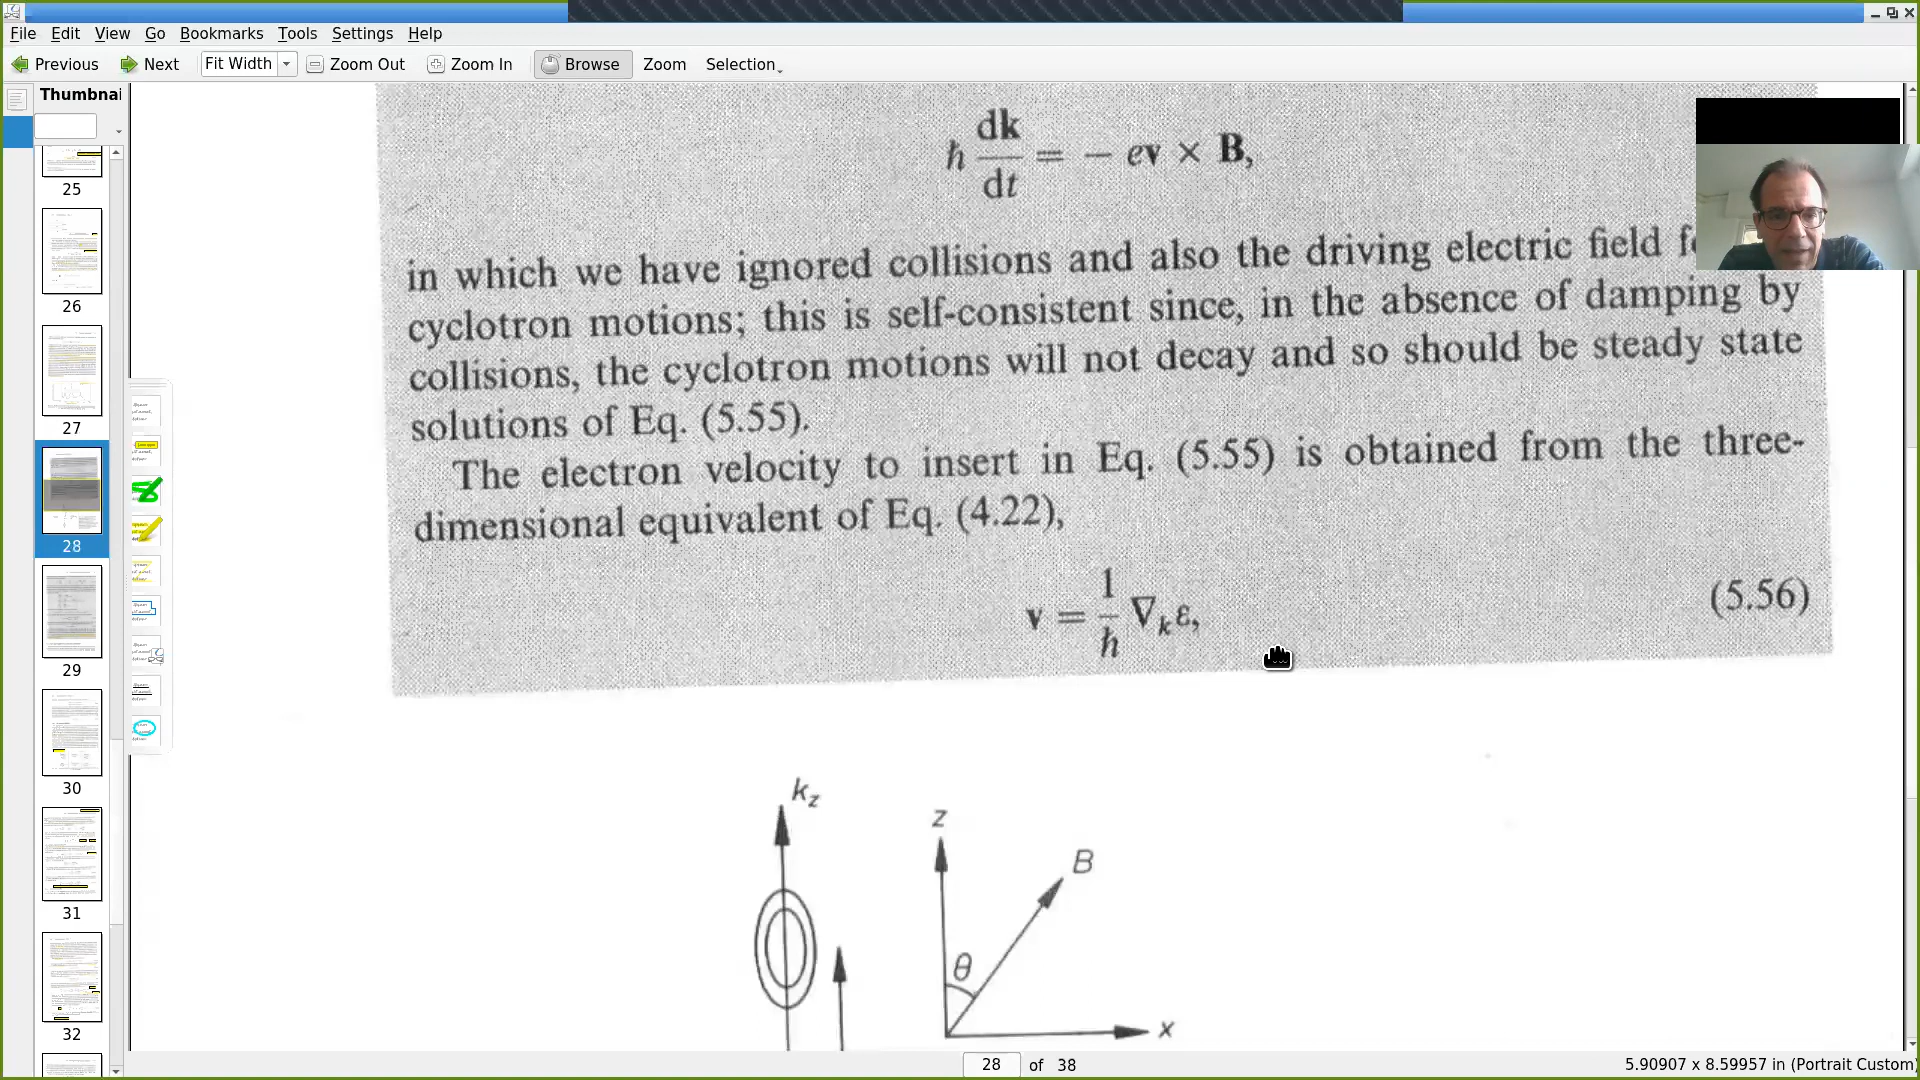 File Edit View Go Bookmarks Tools Settings Help
Previous Next Fit Width Zoom Out Zoom In Browse Zoom Selection
Thumbnai
25
26
27
28
29
30
31
32
ħ dk/dt = − ev × B,
in which we have ignored collisions and also the driving electric field
cyclotron motions; this is self-consistent since, in the absence of damping by
collisions, the cyclotron motions will not decay and so should be steady state
solutions of Eq. (5.55).
The electron velocity to insert in Eq. (5.55) is obtained from the three-
dimensional equivalent of Eq. (4.22),
v = 1/ħ ∇ₖε, (5.56)
k_z
z
B
θ
x
28 of 38
5.90907 x 8.59957 in (Portrait Custom)